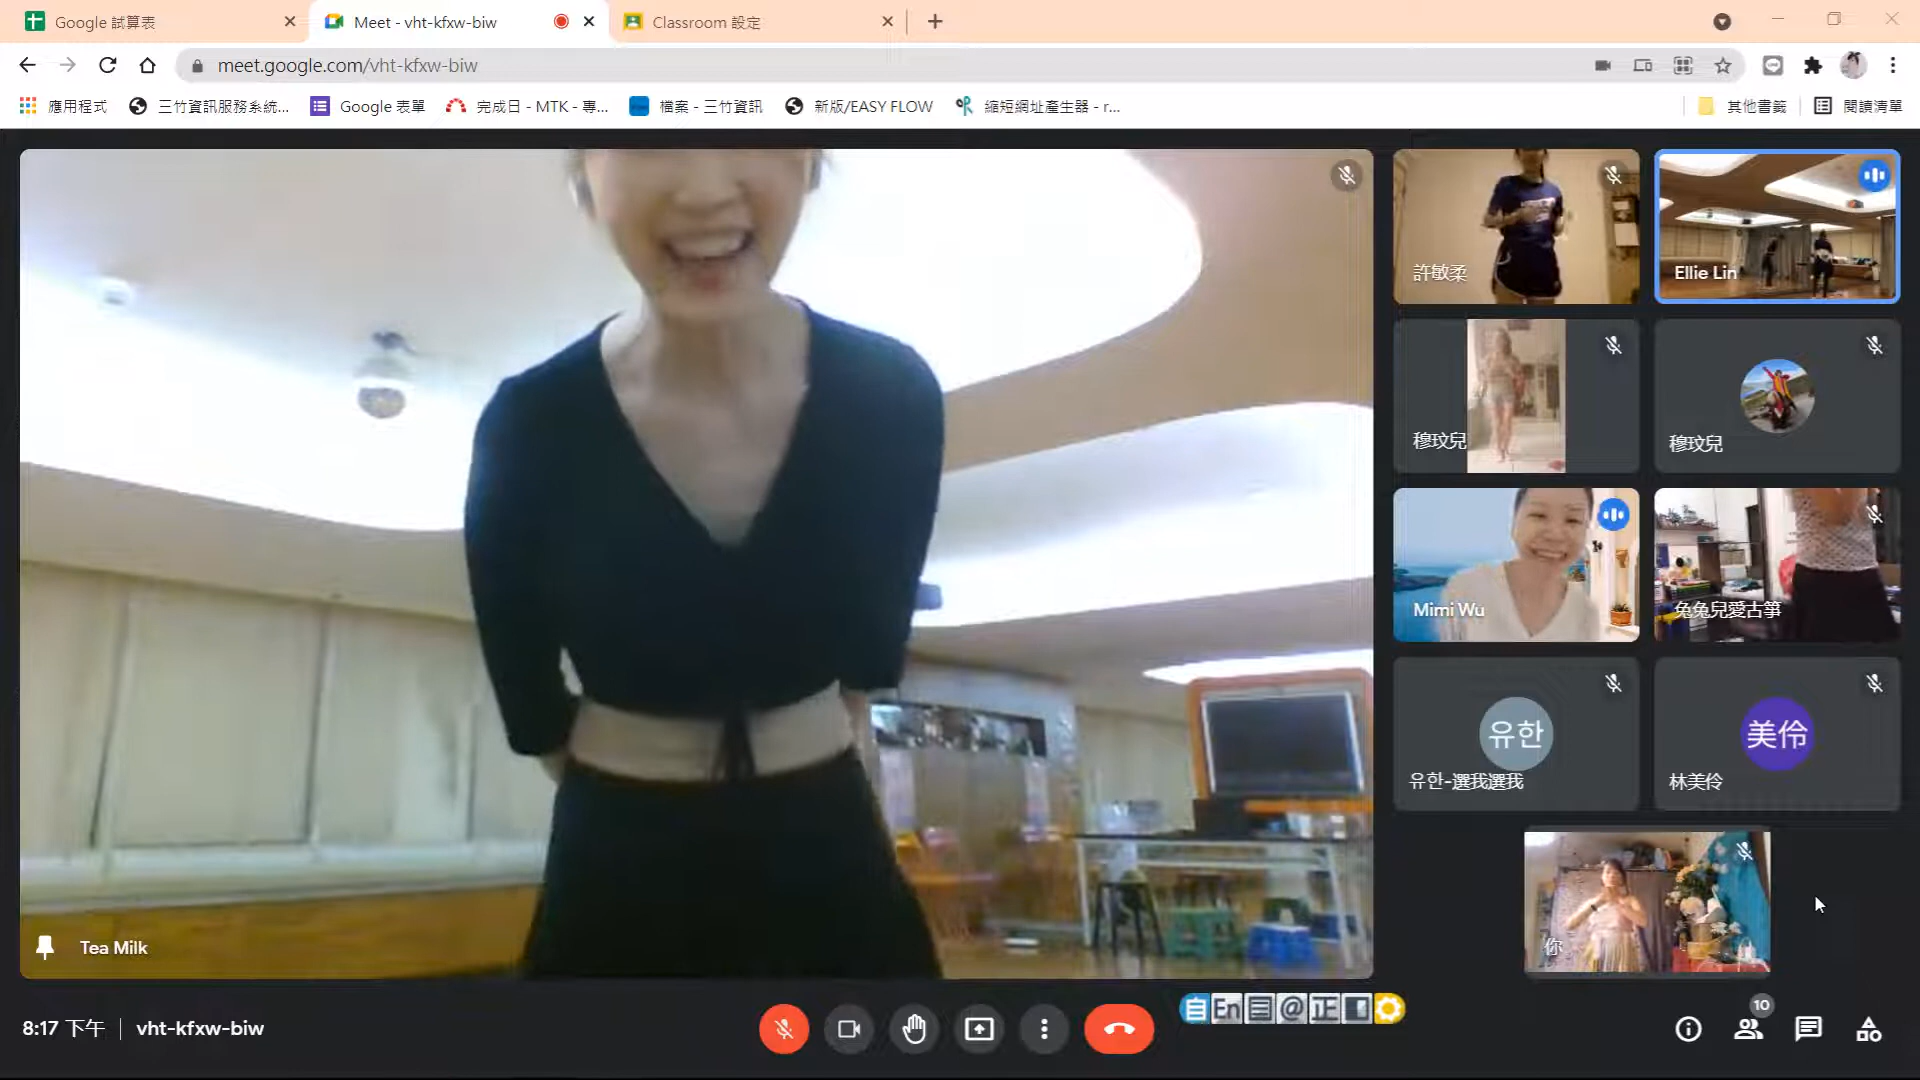 Google 試算表
Meet - vht-kfxw-biw
Classroom 設定
meet.google.com/vht-kfxw-biw
應用程式
三竹資訊服務系統...
Google 表單
完成日 - MTK - 專...
檔案 - 三竹資訊
新版/EASY FLOW
縮短網址產生器 - r...
其他書籤
閱讀清單
許敏柔
Ellie Lin
穆玟兒
穆玟兒
Mimi Wu
兔兔兒愛古箏
유한
美伶
유한-選我選我
林美伶
你
Tea Milk
8:17 下午
vht-kfxw-biw
自 En @ 正
10